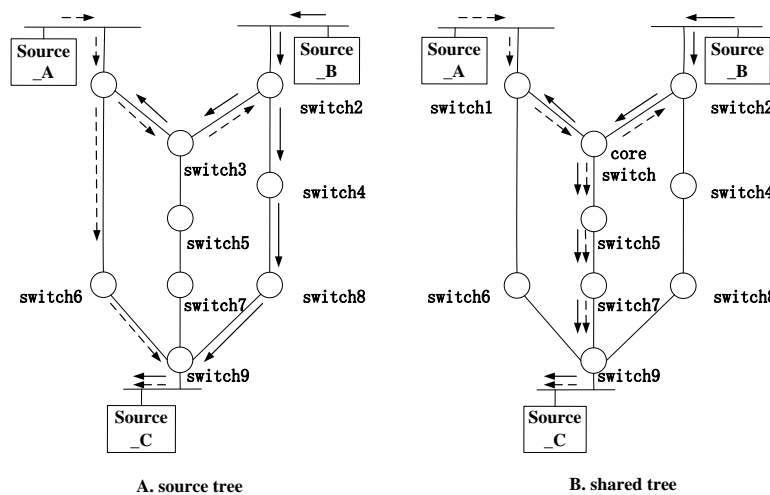 Source
_A
Source
_B
switch2
switch3
switch4
switch5
switch6
switch7
switch8
switch9
Source
_C
A. source tree
Source
_A
Source
_B
switch1
switch2
core
switch
switch4
switch5
switch6
switch7
switch8
switch9
Source
_C
B. shared tree